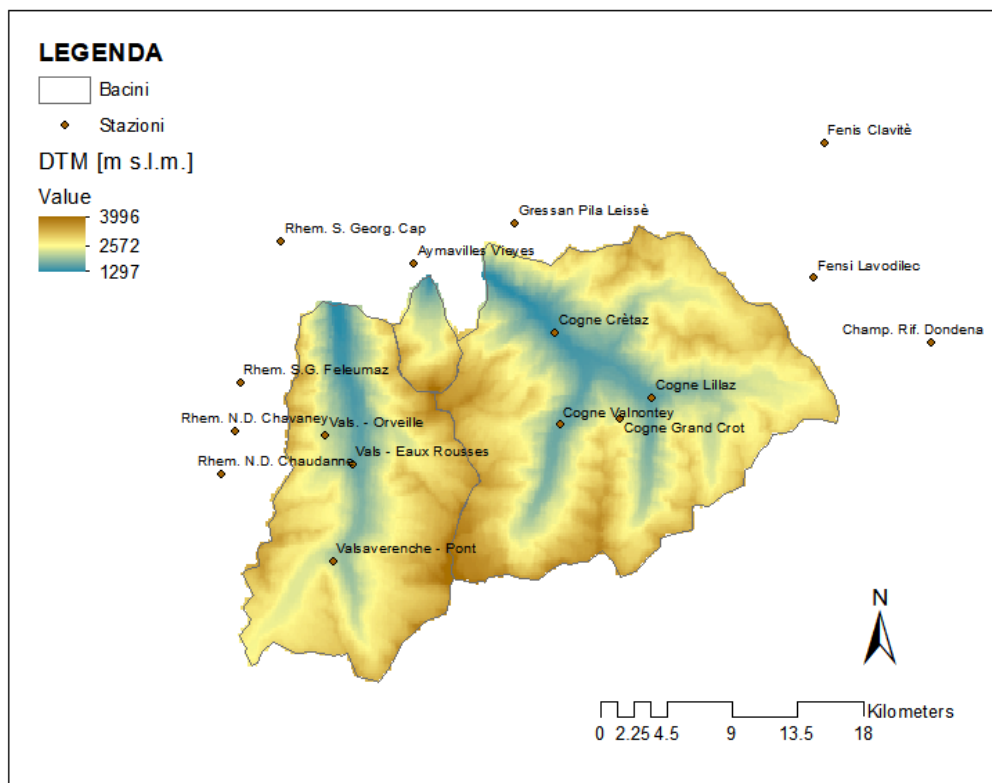 LEGENDA
Bacini
Stazioni
DTM [m s.l.m.]
Value
3996
2572
1297
Fenis Clavitè
Gressan Pila Leissè
Rhem. S. Georg. Cap
Aymavilles Vieyes
Fensi Lavodilec
Cogne Crètaz
Champ. Rif. Dondena
Rhem. S.G. Feleumaz
Cogne Lillaz
Rhem. N.D. Chavaney
Vals. - Orveille
Cogne Valnontey
Cogne Grand Crot
Rhem. N.D. Chaudanne
Vals - Eaux Rousses
Valsaverenche - Pont
N
Kilometers
0 2.25 4.5 9 13.5 18